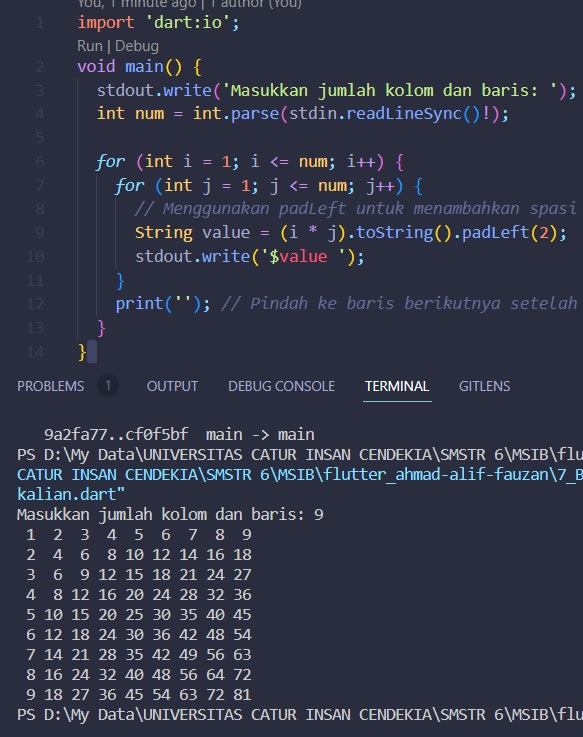 You, 1 minute ago | 1 author (You)
1 import 'dart:io';
Run | Debug
2 void main() {
3 stdout.write('Masukkan jumlah kolom dan baris: ');
4 int num = int.parse(stdin.readLineSync()!);
5
6 for (int i = 1; i <= num; i++) {
7 for (int j = 1; j <= num; j++) {
8 // Menggunakan padLeft untuk menambahkan spasi
9 String value = (i * j).toString().padLeft(2);
10 stdout.write('$value ');
11 }
12 print(''); // Pindah ke baris berikutnya setelah
13 }
14 }
PROBLEMS 1 OUTPUT DEBUG CONSOLE TERMINAL GITLENS
9a2fa77..cf0f5bf main -> main
PS D:\My Data\UNIVERSITAS CATUR INSAN CENDEKIA\SMSTR 6\MSIB\flu
CATUR INSAN CENDEKIA\SMSTR 6\MSIB\flutter_ahmad-alif-fauzan\7_B
kalian.dart"
Masukkan jumlah kolom dan baris: 9
1 2 3 4 5 6 7 8 9
2 4 6 8 10 12 14 16 18
3 6 9 12 15 18 21 24 27
4 8 12 16 20 24 28 32 36
5 10 15 20 25 30 35 40 45
6 12 18 24 30 36 42 48 54
7 14 21 28 35 42 49 56 63
8 16 24 32 40 48 56 64 72
9 18 27 36 45 54 63 72 81
PS D:\My Data\UNIVERSITAS CATUR INSAN CENDEKIA\SMSTR 6\MSIB\flu